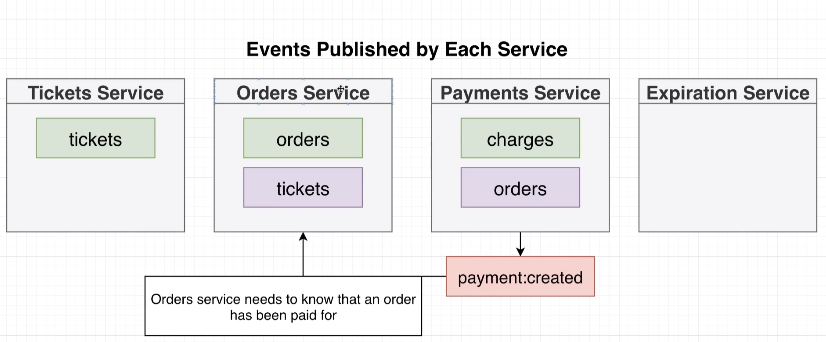 Events Published by Each Service
Tickets Service
Orders Service
Payments Service
Expiration Service
tickets
orders
charges
tickets
orders
payment:created
Orders service needs to know that an order
has been paid for